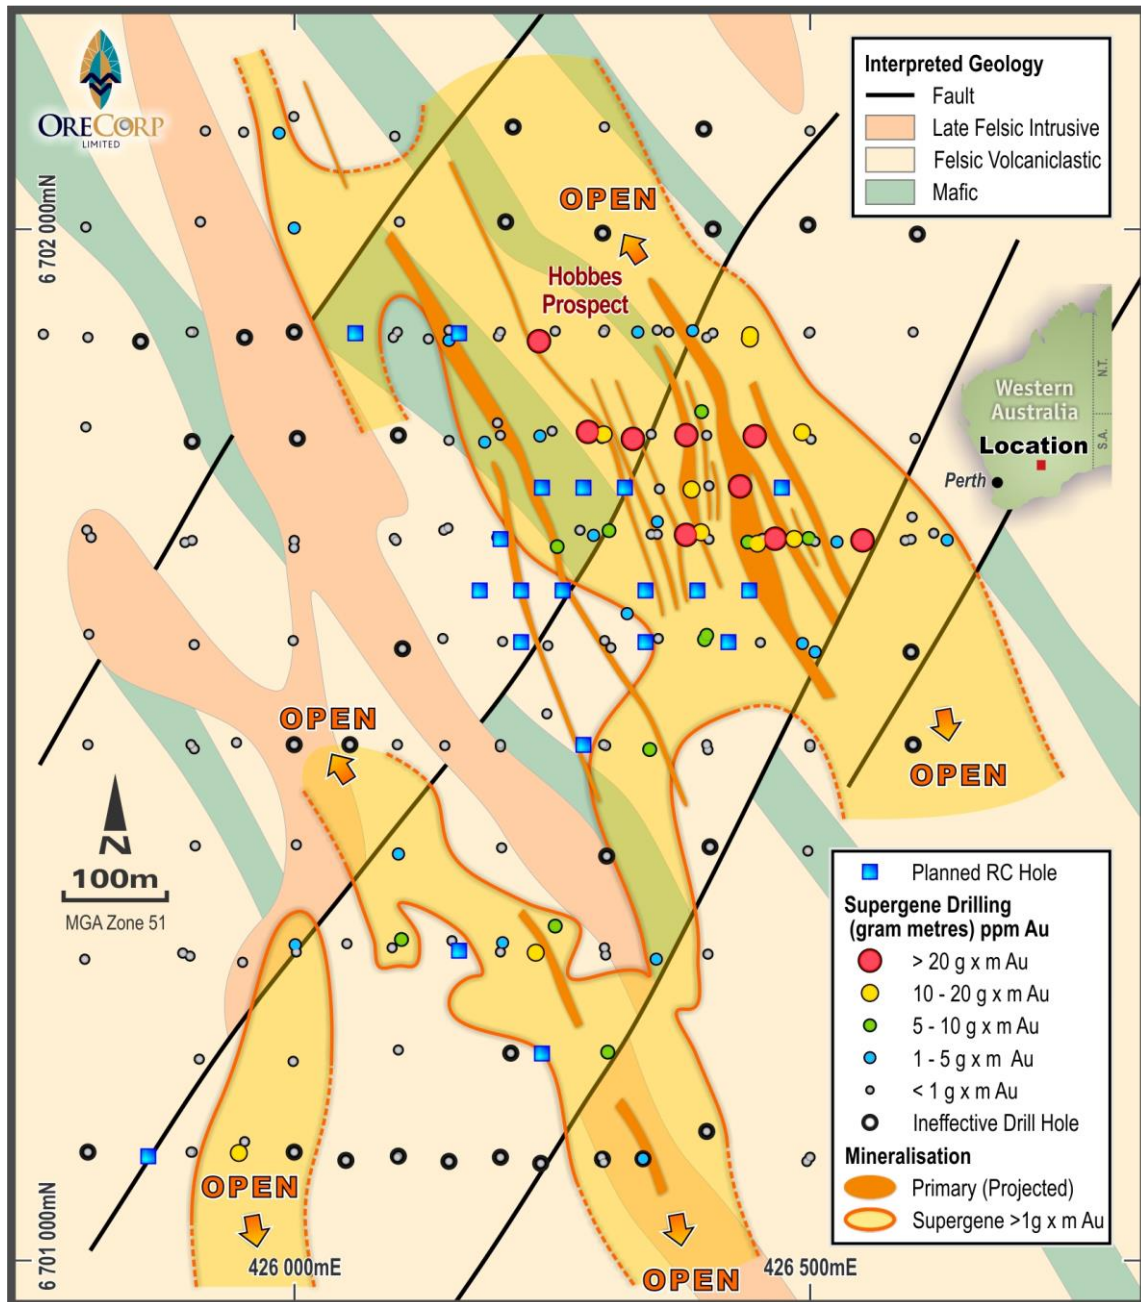 ORECORP
LIMITED
Interpreted Geology
Fault
Late Felsic Intrusive
Felsic Volcaniclastic
Mafic
6 702 000mN
OPEN
Hobbes
Prospect
Western
Australia
Location
Perth
N.T.
S.A.
OPEN
OPEN
N
100m
MGA Zone 51
Planned RC Hole
Supergene Drilling
(gram metres) ppm Au
> 20 g x m Au
10 - 20 g x m Au
5 - 10 g x m Au
1 - 5 g x m Au
< 1 g x m Au
Ineffective Drill Hole
Mineralisation
Primary (Projected)
Supergene >1g x m Au
OPEN
OPEN
6 701 000mN
426 000mE
426 500mE